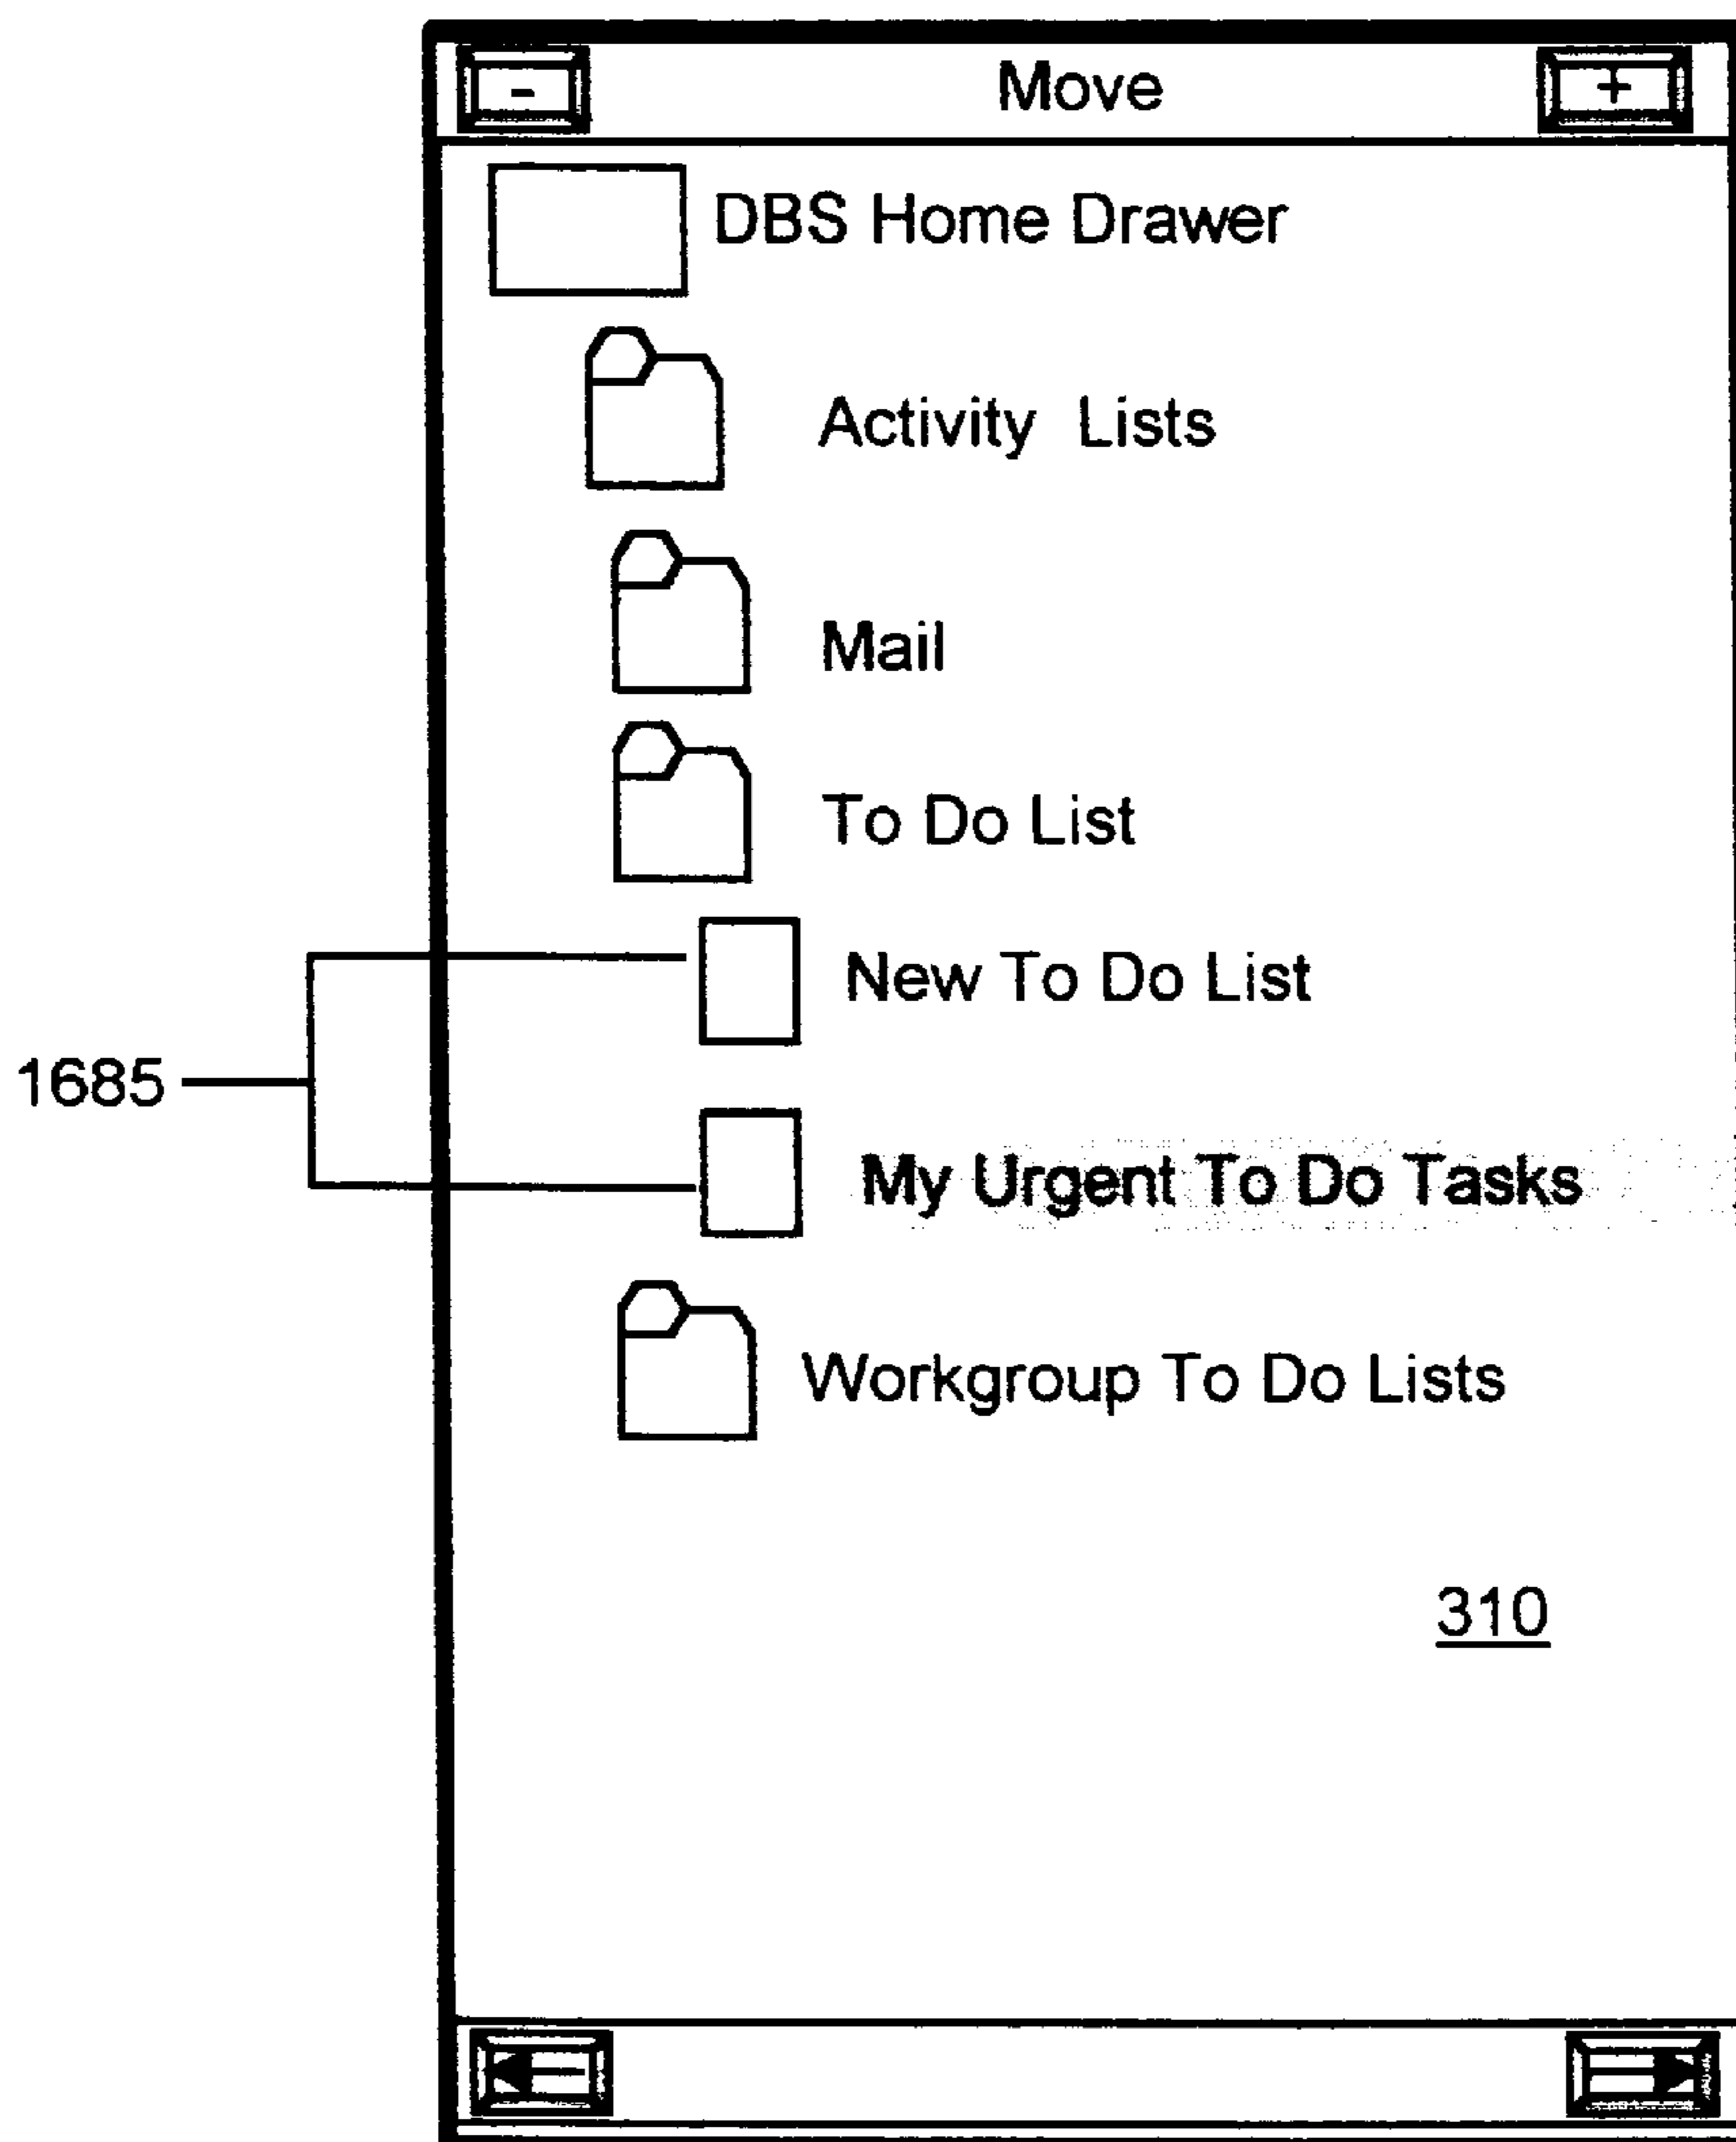 - Move +
DBS Home Drawer
Activity Lists
Mail
To Do List
New To Do List
1685
My Urgent To Do Tasks
Workgroup To Do Lists
310